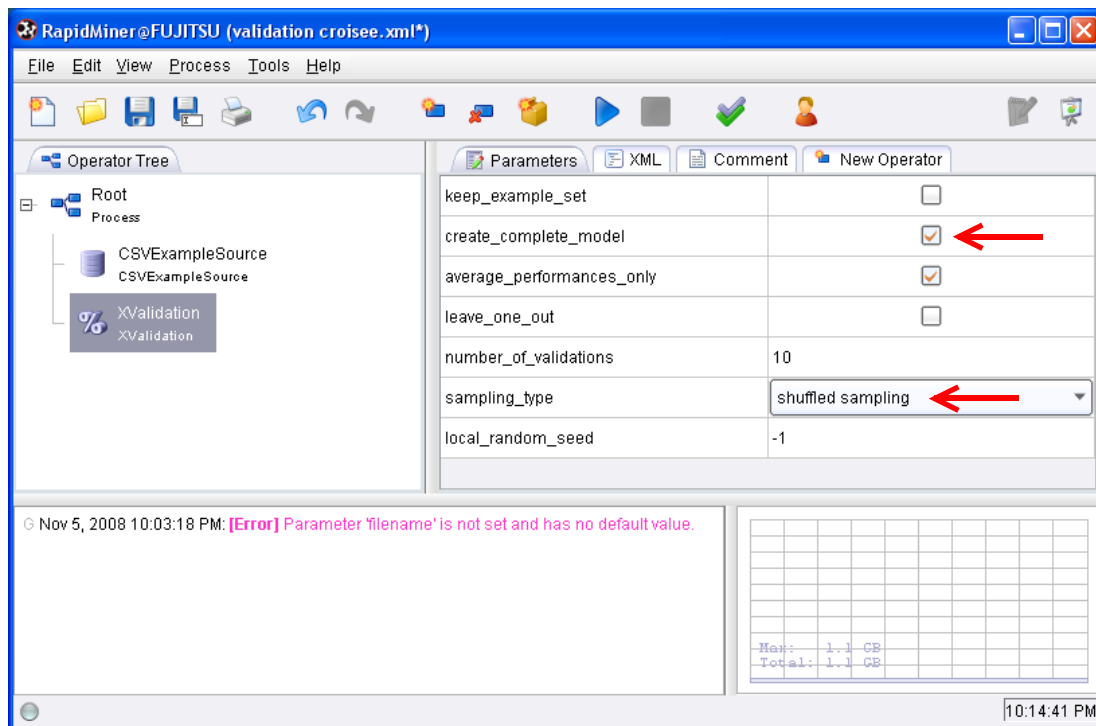 RapidMiner@FUJITSU (validation croisee.xml*)
File Edit View Process Tools Help
Operator Tree
Parameters XML Comment New Operator
Root
Process
CSVExampleSource
CSVExampleSource
XValidation
XValidation
keep_example_set
create_complete_model
average_performances_only
leave_one_out
number_of_validations 10
sampling_type shuffled sampling
local_random_seed -1
G Nov 5, 2008 10:03:18 PM: [Error] Parameter 'filename' is not set and has no default value.
Max: 1.1 GB
Total: 1.1 GB
10:14:41 PM